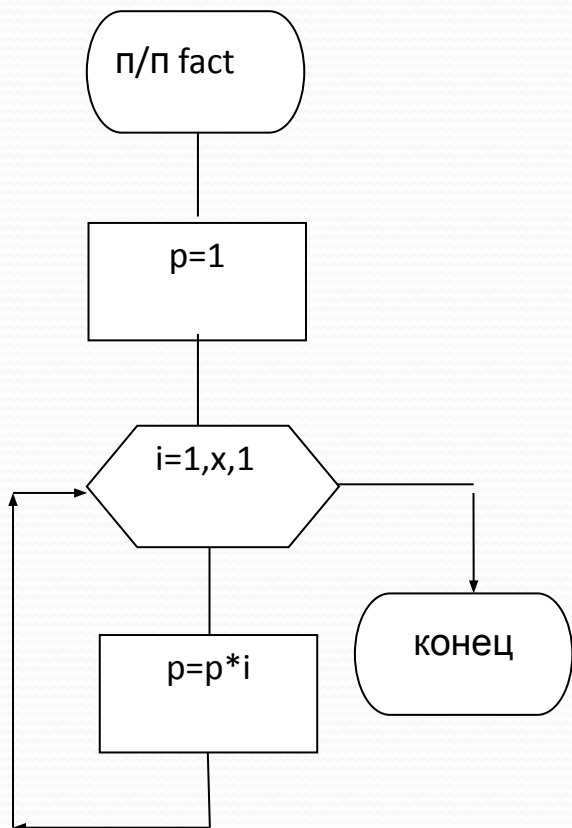 п/п fact
p=1
i=1,x,1
p=p*i
конец